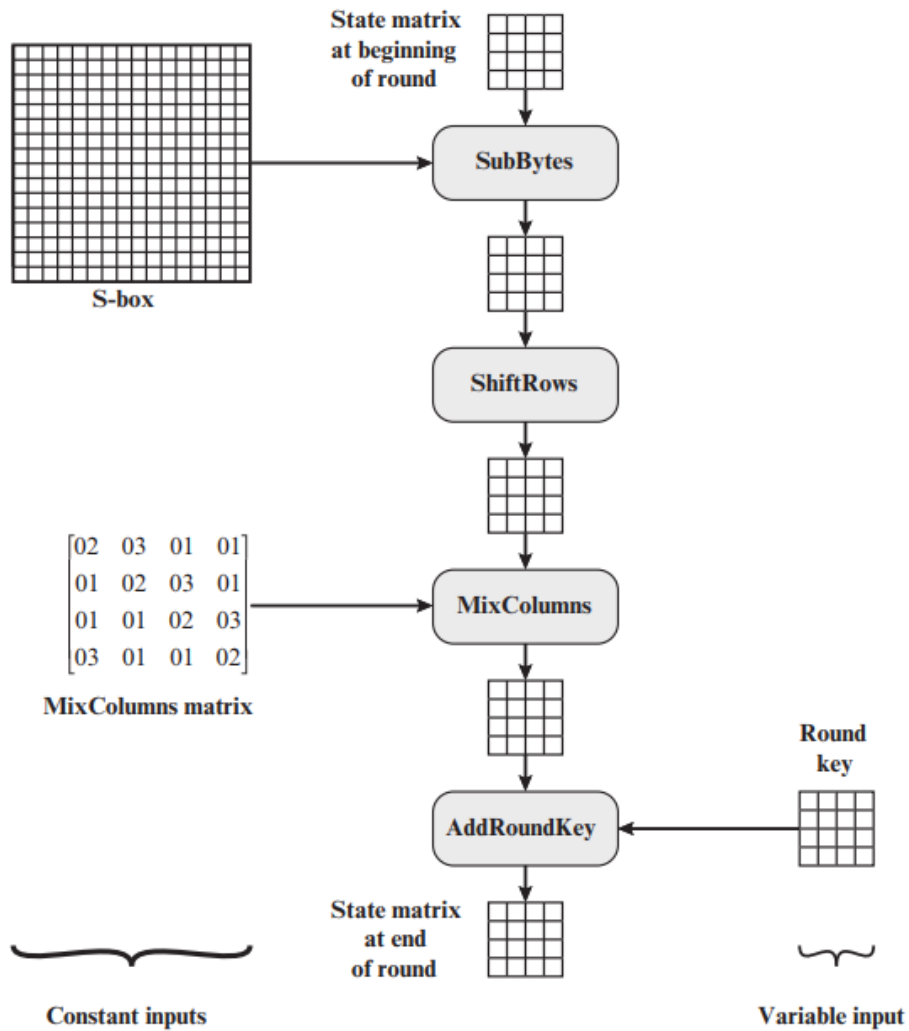 State matrix
at beginning
of round
SubBytes
S-box
ShiftRows
02 03 01 01
01 02 03 01
01 01 02 03
03 01 01 02
MixColumns
MixColumns matrix
Round
key
AddRoundKey
State matrix
at end
of round
Constant inputs
Variable input